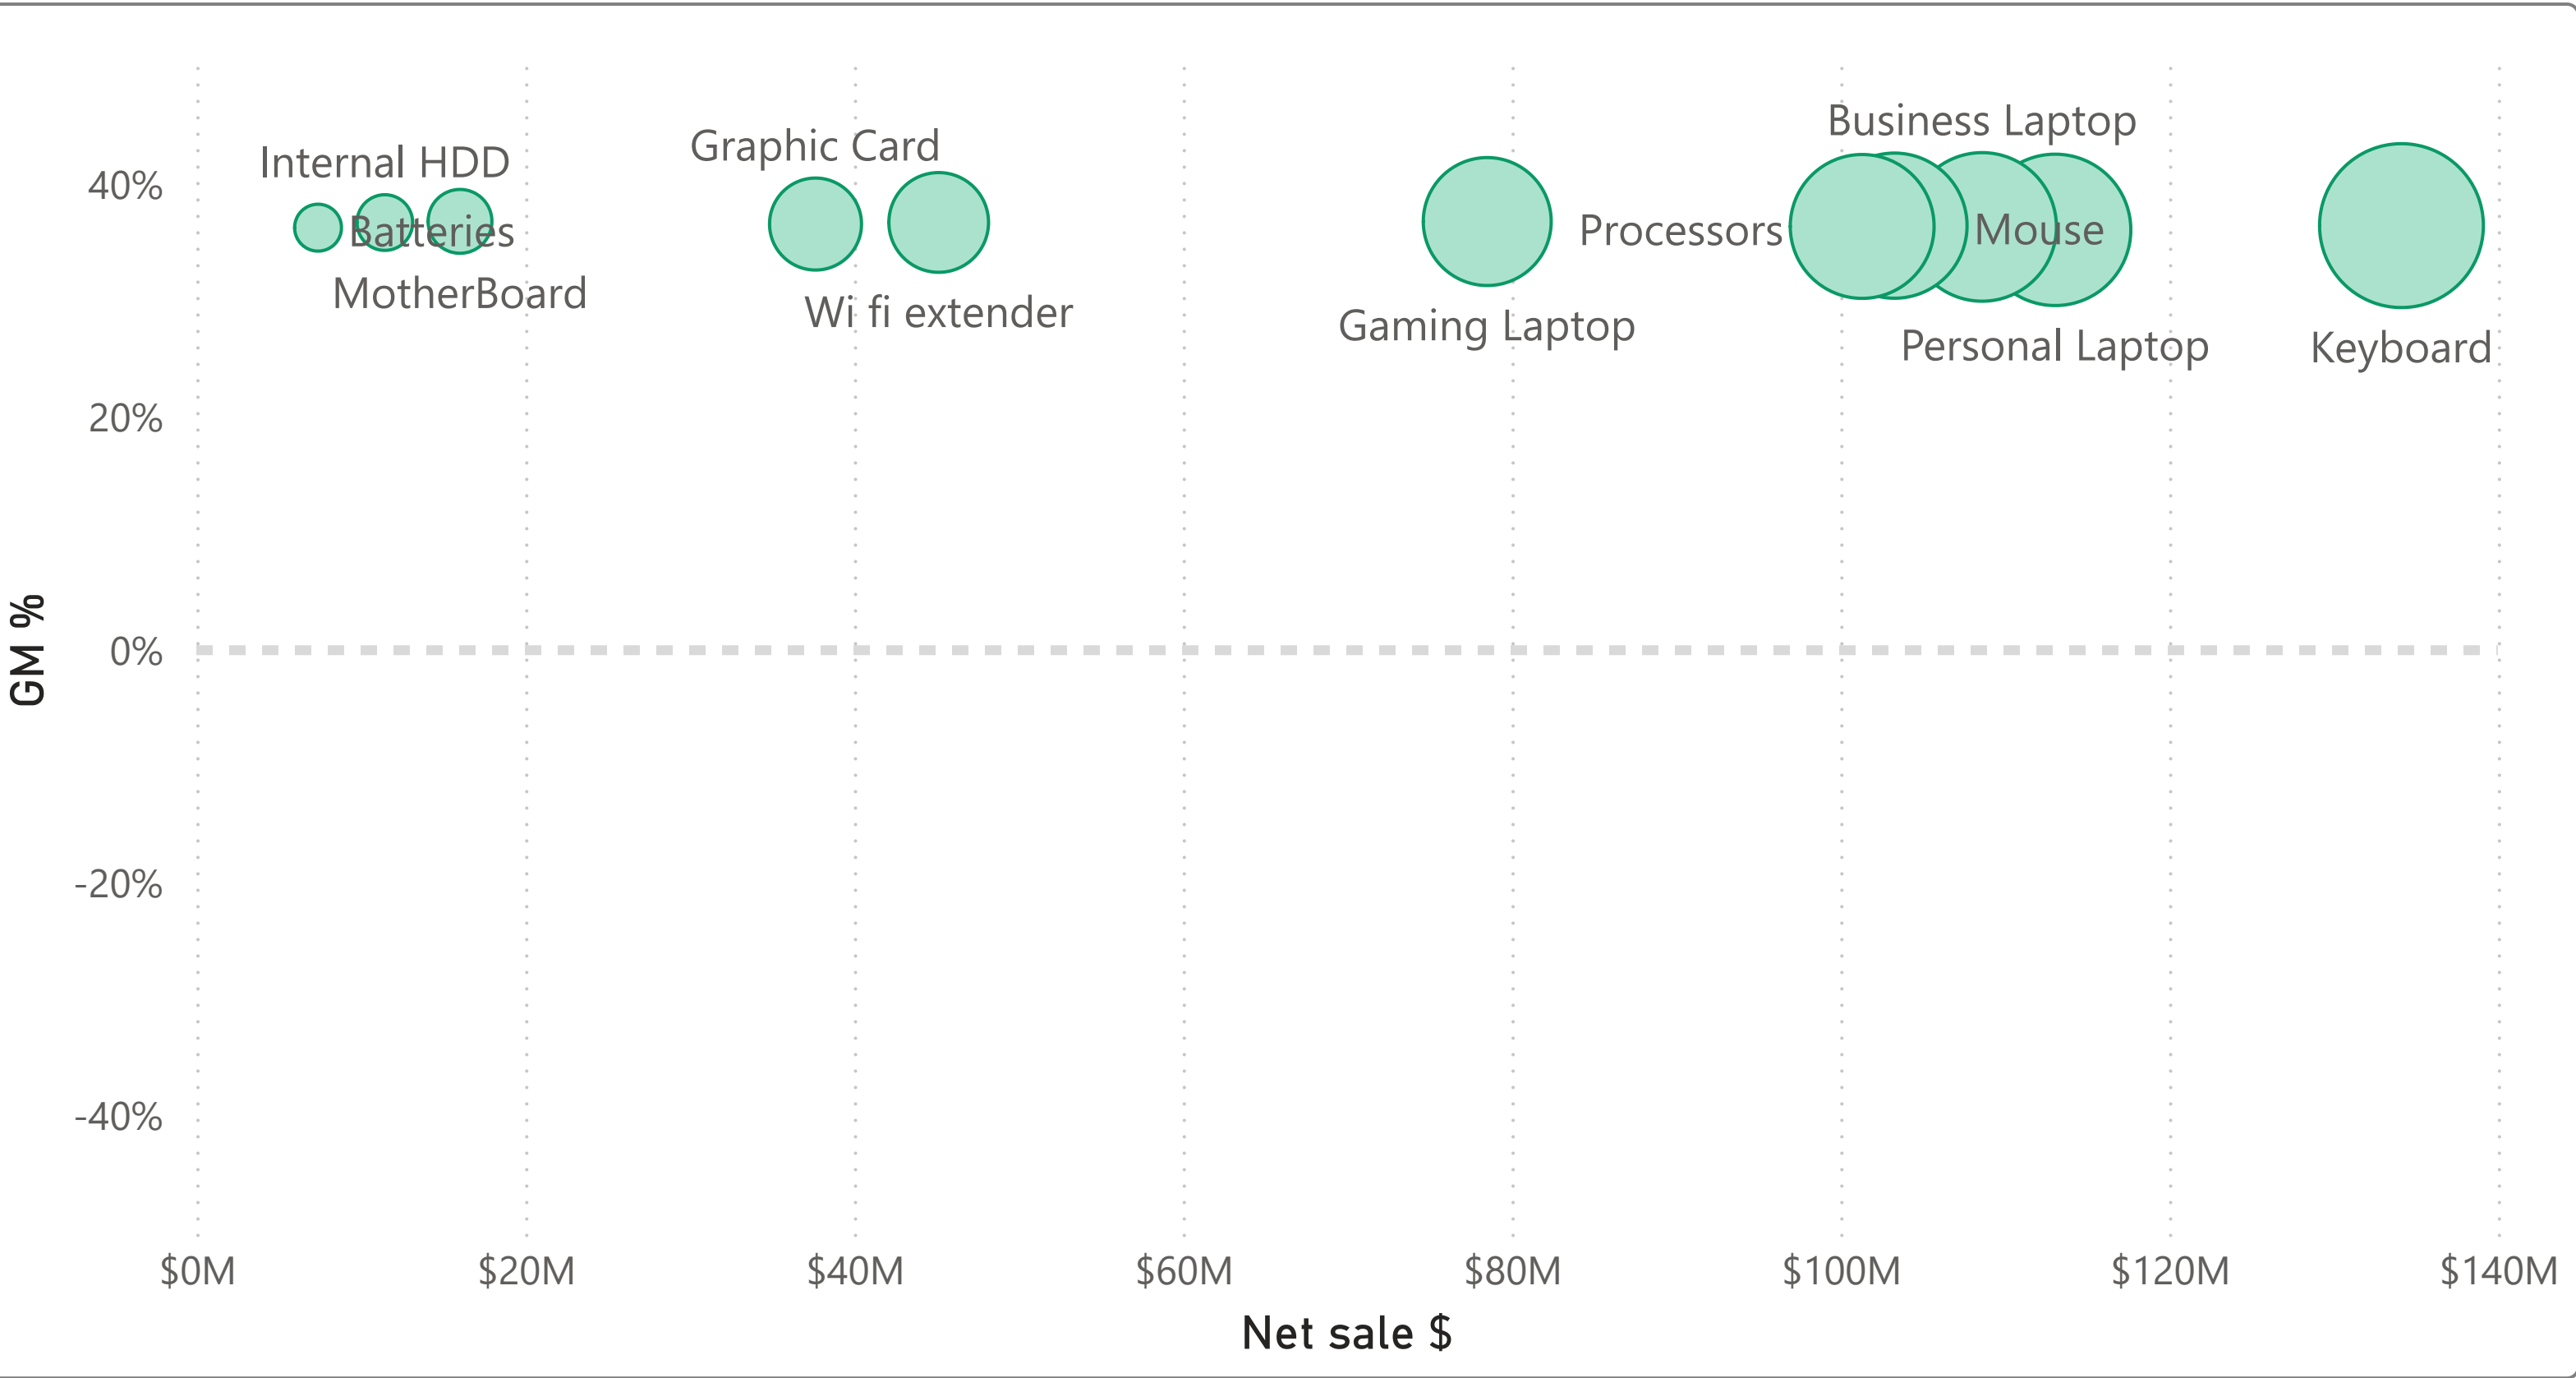 Business Laptop
Graphic Card
Internal HDD
40%
Batteries
Processors
Mouse
MotherBoard
Wi fi extender
Gaming Laptop
Personal Laptop
Keyboard
20%
0%
GM %
-20%
-40%
$0M $20M $40M $60M $80M $100M $120M $140M
Net sale $